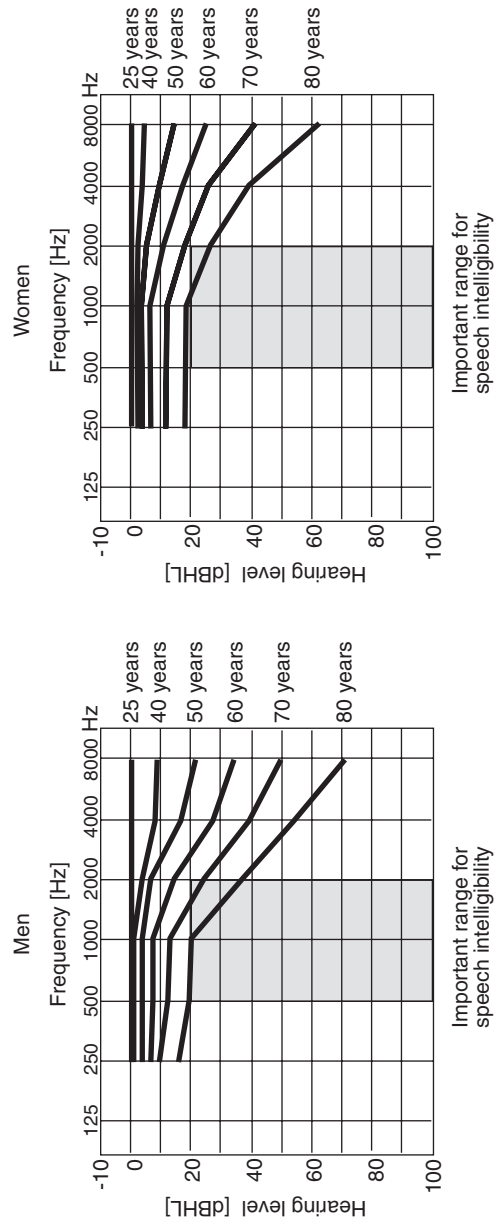 Men
Frequency [Hz]
125 250 500 1000 2000 4000 8000 Hz
-10
0
20
40
60
80
100
Hearing level [dBHL]
25 years
40 years
50 years
60 years
70 years
80 years
Important range for
speech intelligibility
Women
Frequency [Hz]
125 250 500 1000 2000 4000 8000 Hz
-10
0
20
40
60
80
100
Hearing level [dBHL]
25 years
40 years
50 years
60 years
70 years
80 years
Important range for
speech intelligibility